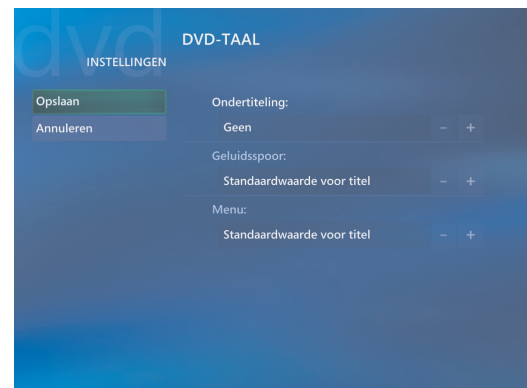 dvd
DVD-TAAL
INSTELLINGEN
Opslaan
Annuleren
Ondertiteling:
Geen - +
Geluidsspoor:
Standaardwaarde voor titel - +
Menu:
Standaardwaarde voor titel - +